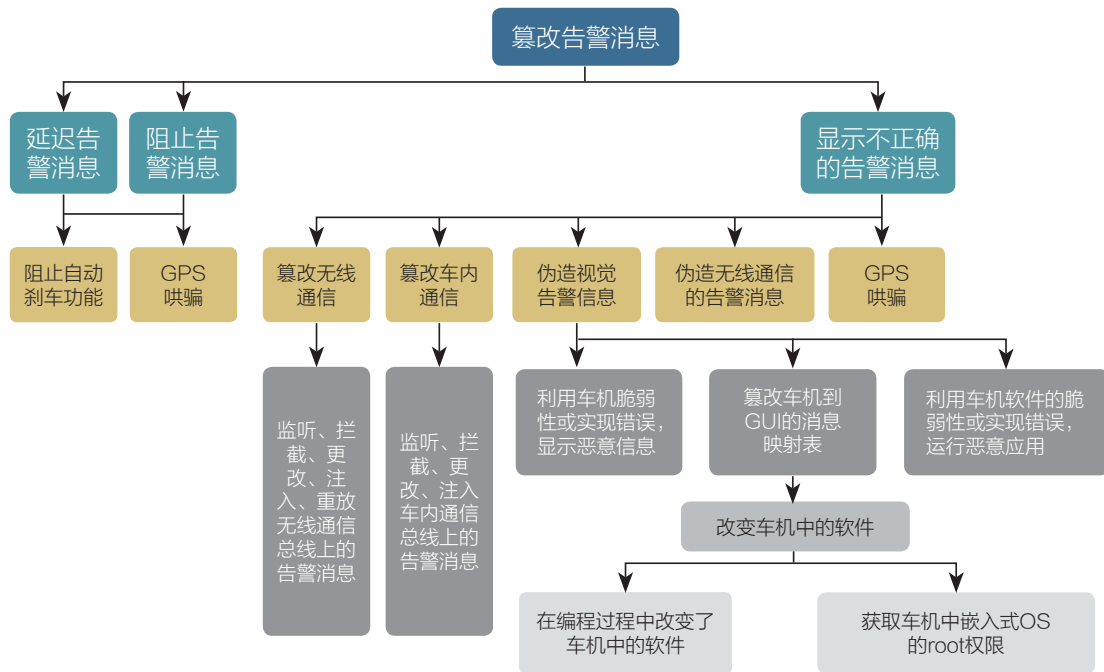 篡改告警消息
延迟告
警消息
阻止告
警消息
显示不正确
的告警消息
阻止自动
刹车功能
GPS
哄骗
篡改无线
通信
篡改车内
通信
伪造视觉
告警信息
伪造无线通信
的告警消息
GPS
哄骗
监听、拦
截、更
改、注
入、重放
无线通信
总线上的
告警消息
监听、拦
截、更
改、注入
车内通信
总线上的
告警消息
利用车机脆弱
性或实现错误,
显示恶意信息
篡改车机到
GUI的消息
映射表
利用车机软件的脆
弱性或实现错误,
运行恶意应用
改变车机中的软件
在编程过程中改变了
车机中的软件
获取车机中嵌入式OS
的root权限